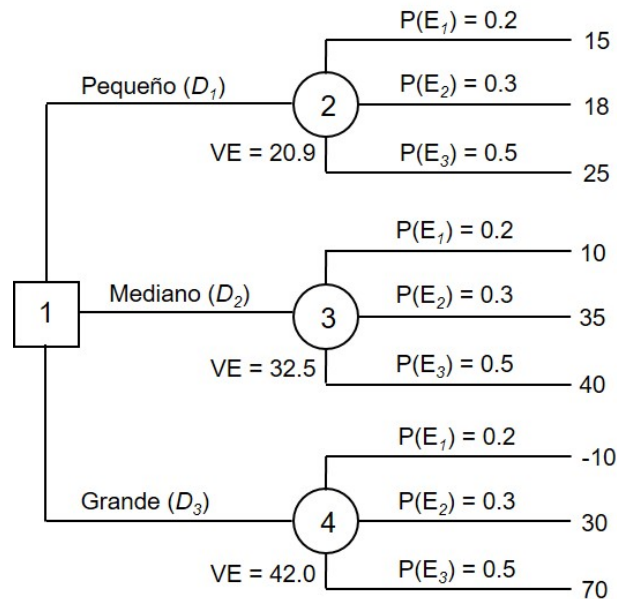 P(E1) = 0.2 15
Pequeño (D1) 2 P(E2) = 0.3 18
VE = 20.9 P(E3) = 0.5 25
P(E1) = 0.2 10
1 Mediano (D2) 3 P(E2) = 0.3 35
VE = 32.5 P(E3) = 0.5 40
P(E1) = 0.2 -10
Grande (D3) 4 P(E2) = 0.3 30
VE = 42.0 P(E3) = 0.5 70